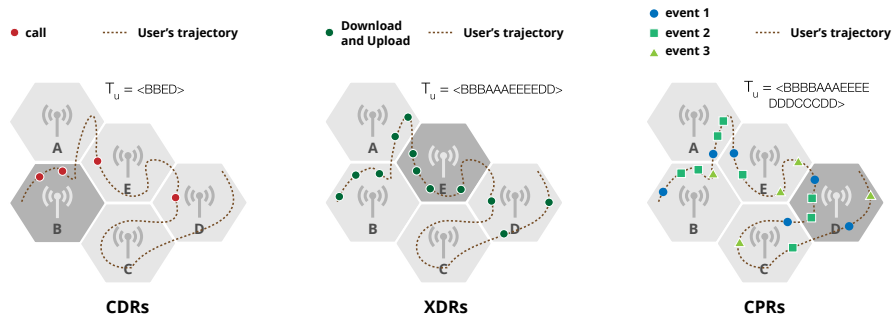 call
User's trajectory
T_u = <BBED>
A
E
B
D
C
CDRs
Download
and Upload
User's trajectory
T_u = <BBBAAAEEEEDD>
A
E
B
D
C
XDRs
event 1
event 2
event 3
User's trajectory
T_u = <BBBBAAAEEEE
DDDCCCDD>
A
E
B
D
C
CPRs